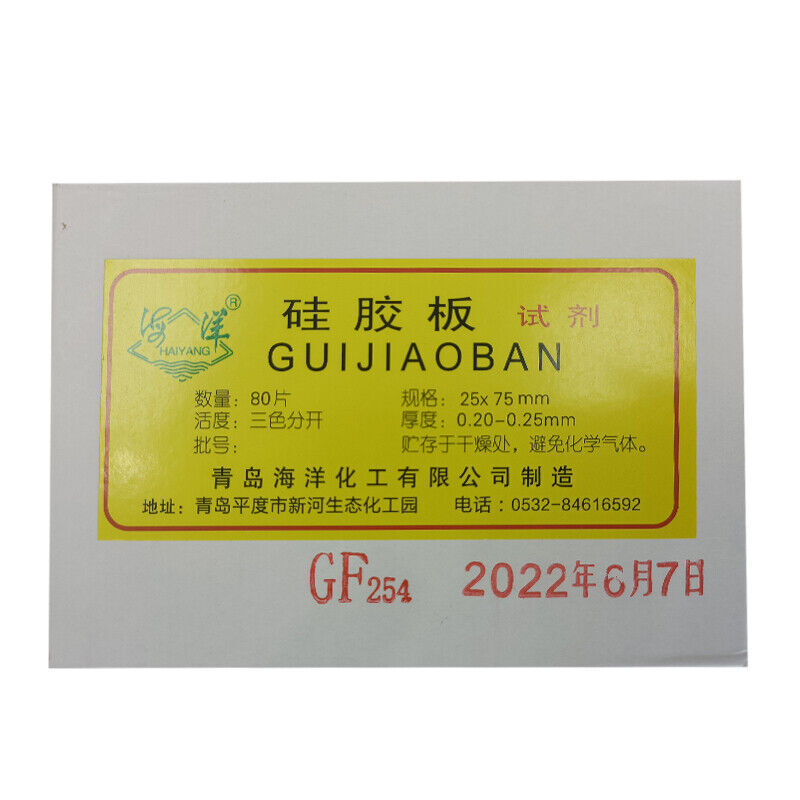 海洋®
HAIYANG
硅胶板 试剂
GUIJIAOBAN
数量: 80片 规格: 25x75mm
活度: 三色分开 厚度: 0.20-0.25mm
批号: 贮存于干燥处，避免化学气体。
青岛海洋化工有限公司制造
地址: 青岛平度市新河生态化工园 电话: 0532-84616592
GF254 2022年6月7日